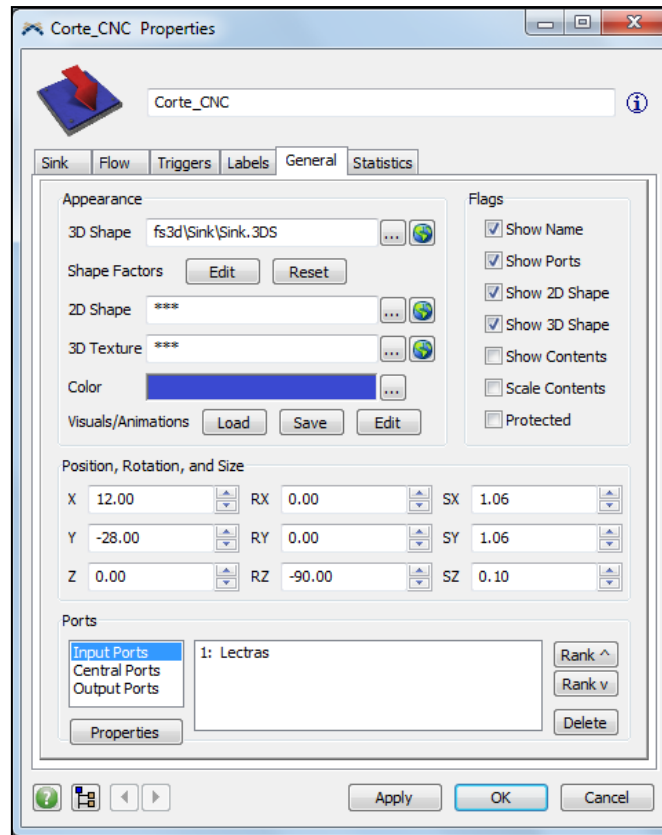 Corte_CNC Properties
Corte_CNC
Sink Flow Triggers Labels General Statistics
Appearance
3D Shape fs3d\Sink\Sink.3DS ...
Shape Factors Edit Reset
2D Shape *** ...
3D Texture *** ...
Color ...
Visuals/Animations Load Save Edit
Flags
Show Name
Show Ports
Show 2D Shape
Show 3D Shape
Show Contents
Scale Contents
Protected
Position, Rotation, and Size
X 12.00 RX 0.00 SX 1.06
Y -28.00 RY 0.00 SY 1.06
Z 0.00 RZ -90.00 SZ 0.10
Ports
Input Ports
Central Ports
Output Ports
Properties
1: Lectras
Rank ^
Rank v
Delete
Apply OK Cancel